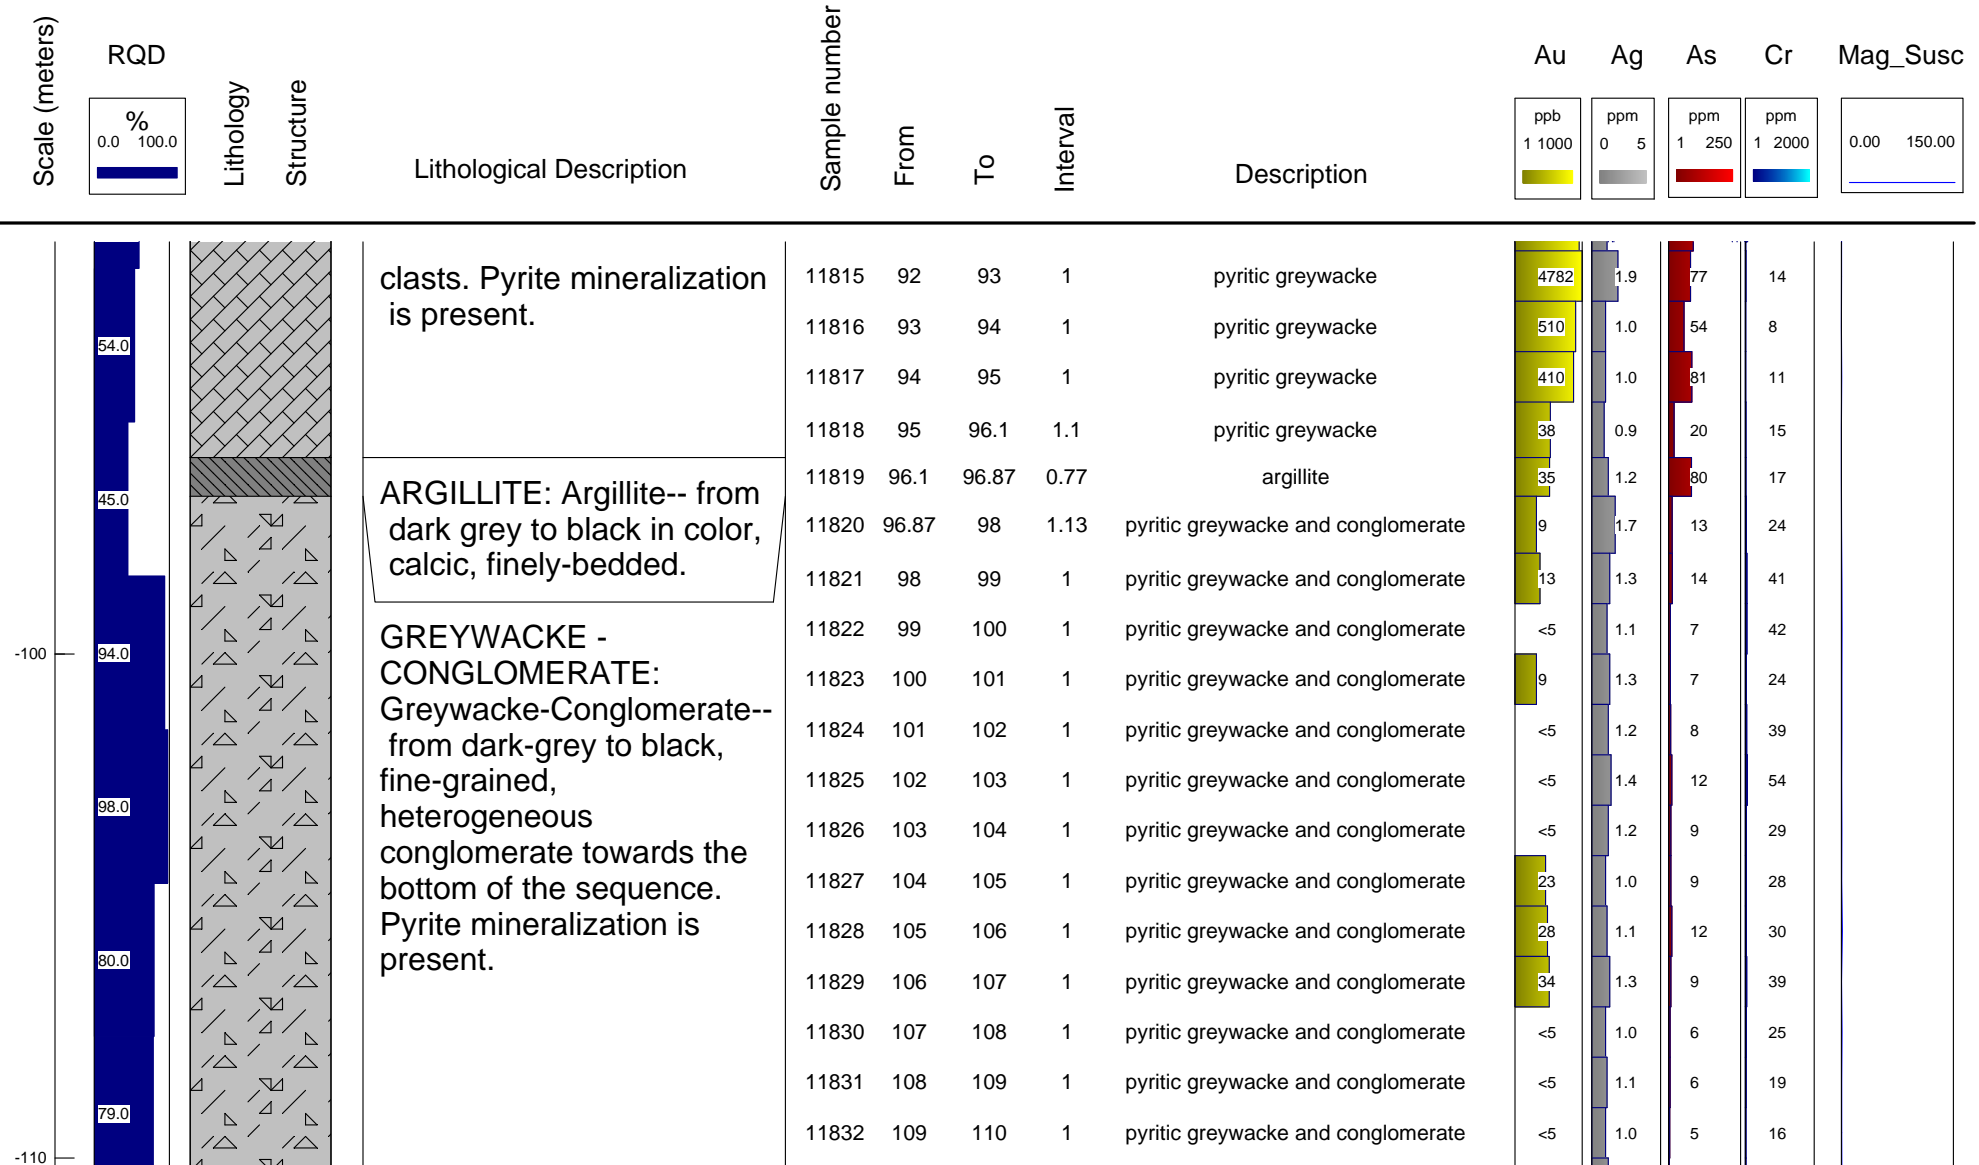 Scale (meters)
RQD
%
0.0 100.0
Lithology
Structure
Lithological Description
Sample number
From
To
Interval
Description
Au
ppb
1 1000
Ag
ppm
0 5
As
ppm
1 250
Cr
ppm
1 2000
Mag_Susc
0.00 150.00
clasts. Pyrite mineralization
is present.
ARGILLITE: Argillite-- from
dark grey to black in color,
calcic, finely-bedded.
GREYWACKE -
CONGLOMERATE:
Greywacke-Conglomerate--
from dark-grey to black,
fine-grained,
heterogeneous
conglomerate towards the
bottom of the sequence.
Pyrite mineralization is
present.
54.0
45.0
94.0
98.0
80.0
79.0
-100
-110
11815 92 93 1 pyritic greywacke 4782 1.9 77 14
11816 93 94 1 pyritic greywacke 510 1.0 54 8
11817 94 95 1 pyritic greywacke 410 1.0 81 11
11818 95 96.1 1.1 pyritic greywacke 38 0.9 20 15
11819 96.1 96.87 0.77 argillite 35 1.2 80 17
11820 96.87 98 1.13 pyritic greywacke and conglomerate 9 1.7 13 24
11821 98 99 1 pyritic greywacke and conglomerate 13 1.3 14 41
11822 99 100 1 pyritic greywacke and conglomerate <5 1.1 7 42
11823 100 101 1 pyritic greywacke and conglomerate 9 1.3 7 24
11824 101 102 1 pyritic greywacke and conglomerate <5 1.2 8 39
11825 102 103 1 pyritic greywacke and conglomerate <5 1.4 12 54
11826 103 104 1 pyritic greywacke and conglomerate <5 1.2 9 29
11827 104 105 1 pyritic greywacke and conglomerate 23 1.0 9 28
11828 105 106 1 pyritic greywacke and conglomerate 28 1.1 12 30
11829 106 107 1 pyritic greywacke and conglomerate 34 1.3 9 39
11830 107 108 1 pyritic greywacke and conglomerate <5 1.0 6 25
11831 108 109 1 pyritic greywacke and conglomerate <5 1.1 6 19
11832 109 110 1 pyritic greywacke and conglomerate <5 1.0 5 16